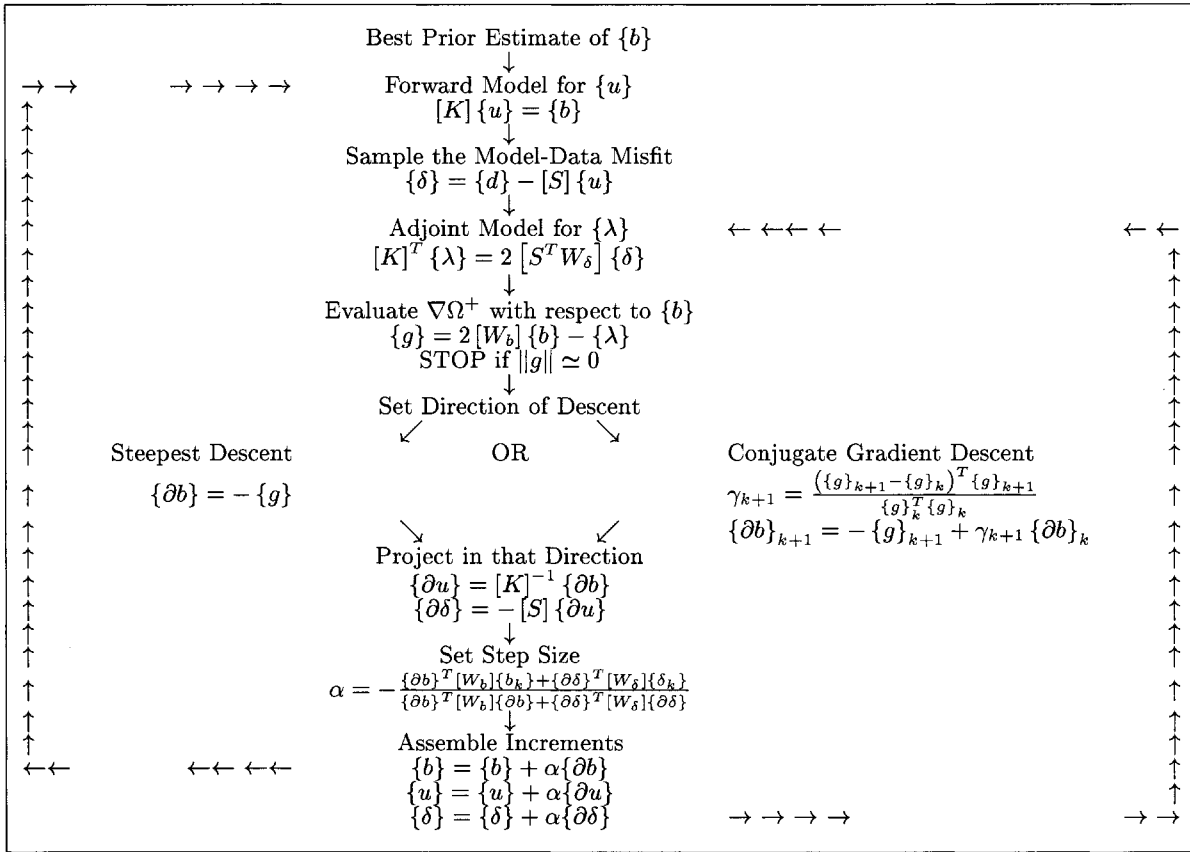 Best Prior Estimate of {b}
↓
→ → → → → → Forward Model for {u}
[K] {u} = {b}
↓
Sample the Model-Data Misfit
{δ} = {d} − [S] {u}
↓
Adjoint Model for {λ} ← ←← ← ← ←
[K]^T {λ} = 2 [S^T W_δ] {δ}
↓
Evaluate ∇Ω^+ with respect to {b}
{g} = 2 [W_b] {b} − {λ}
STOP if ||g|| ≃ 0
↓
Set Direction of Descent
↙ ↘
Steepest Descent OR Conjugate Gradient Descent
{∂b} = − {g} γ_{k+1} = \frac{({g}_{k+1} − {g}_k)^T {g}_{k+1}}{{g}_k^T {g}_k}
{∂b}_{k+1} = − {g}_{k+1} + γ_{k+1} {∂b}_k
↘ ↙
Project in that Direction
{∂u} = [K]^{−1} {∂b}
{∂δ} = − [S] {∂u}
↓
Set Step Size
α = − \frac{{∂b}^T [W_b]{b_k} + {∂δ}^T [W_δ]{δ_k}}{{∂b}^T [W_b]{∂b} + {∂δ}^T [W_δ]{∂δ}}
↓
Assemble Increments
←← ←← ←← {b} = {b} + α{∂b}
{u} = {u} + α{∂u}
{δ} = {δ} + α{∂δ} → → → → → →